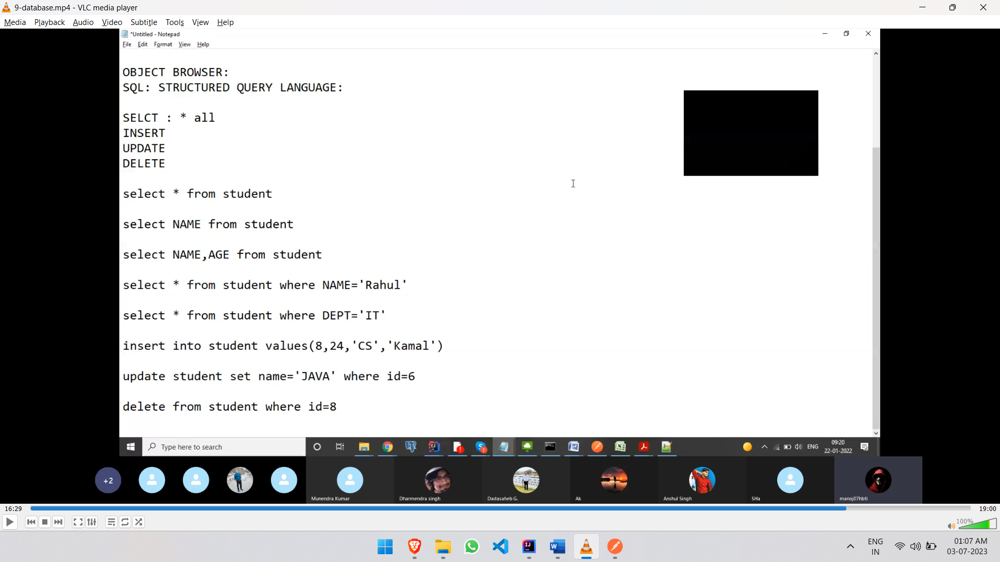 9-database.mp4 - VLC media player
Media Playback Audio Video Subtitle Tools View Help
*Untitled - Notepad
File Edit Format View Help
OBJECT BROWSER:
SQL: STRUCTURED QUERY LANGUAGE:
SELCT : * all
INSERT
UPDATE
DELETE
select * from student
select NAME from student
select NAME,AGE from student
select * from student where NAME='Rahul'
select * from student where DEPT='IT'
insert into student values(8,24,'CS','Kamal')
update student set name='JAVA' where id=6
delete from student where id=8
Type here to search
ENG
09:20
22-01-2022
+2
Munendra Kumar
Dharmendra singh
Dadasaheb G.
Ak
Anshul Singh
SHa
manoj07hbti
16:29
19:00
100%
ENG
IN
01:07 AM
03-07-2023